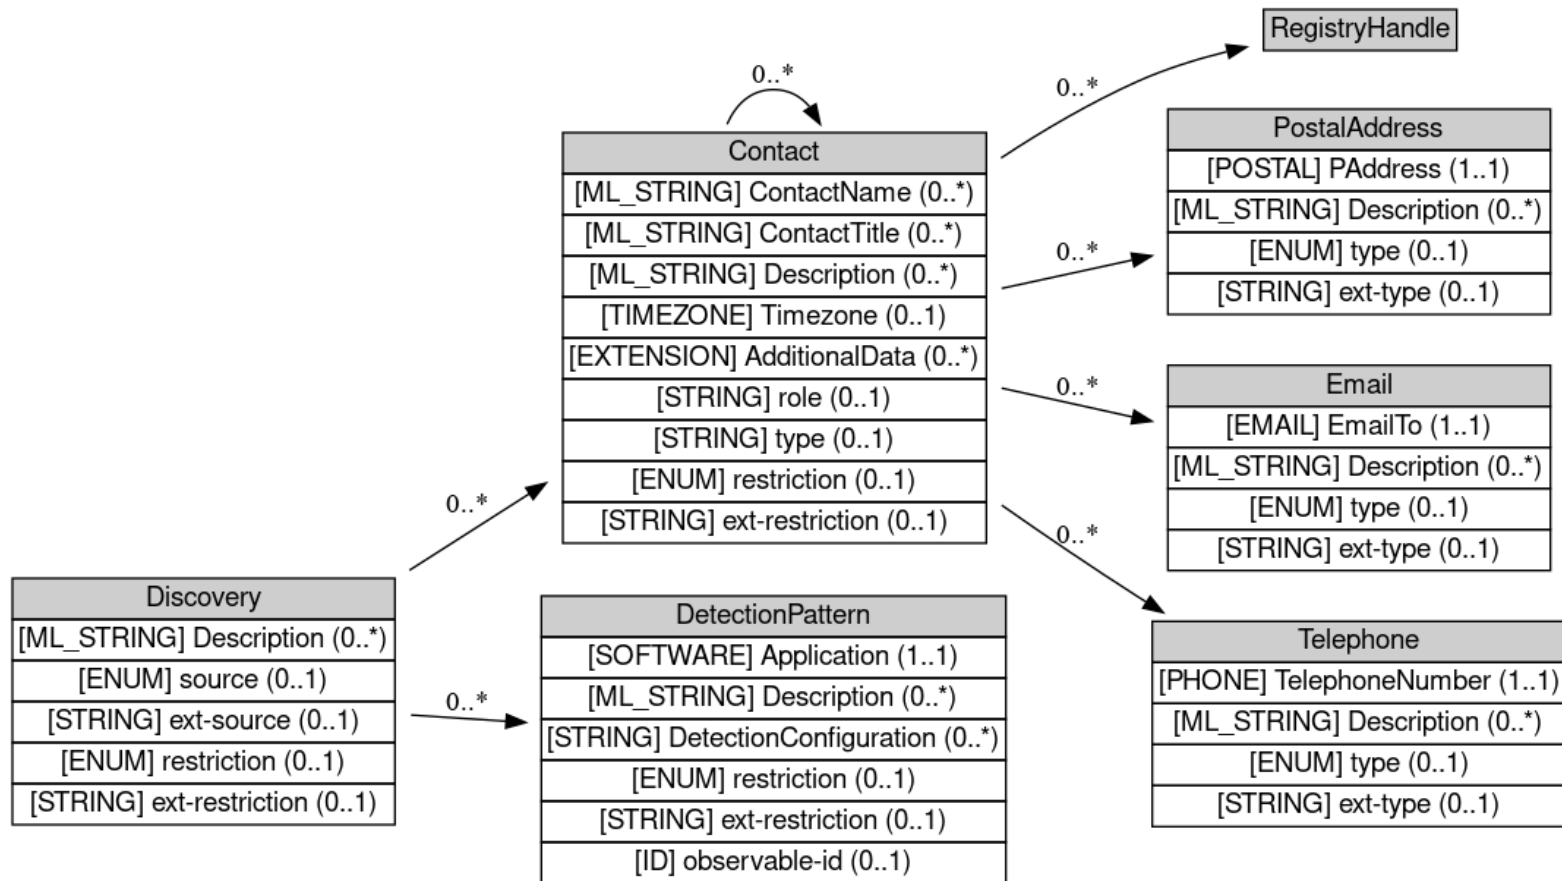 RegistryHandle
0..*
0..*
PostalAddress
[POSTAL] PAddress (1..1)
[ML_STRING] Description (0..*)
[ENUM] type (0..1)
[STRING] ext-type (0..1)
0..*
Contact
[ML_STRING] ContactName (0..*)
[ML_STRING] ContactTitle (0..*)
[ML_STRING] Description (0..*)
[TIMEZONE] Timezone (0..1)
[EXTENSION] AdditionalData (0..*)
[STRING] role (0..1)
[STRING] type (0..1)
[ENUM] restriction (0..1)
[STRING] ext-restriction (0..1)
0..*
Email
[EMAIL] EmailTo (1..1)
[ML_STRING] Description (0..*)
[ENUM] type (0..1)
[STRING] ext-type (0..1)
0..*
0..*
Discovery
[ML_STRING] Description (0..*)
[ENUM] source (0..1)
[STRING] ext-source (0..1)
[ENUM] restriction (0..1)
[STRING] ext-restriction (0..1)
0..*
DetectionPattern
[SOFTWARE] Application (1..1)
[ML_STRING] Description (0..*)
[STRING] DetectionConfiguration (0..*)
[ENUM] restriction (0..1)
[STRING] ext-restriction (0..1)
[ID] observable-id (0..1)
Telephone
[PHONE] TelephoneNumber (1..1)
[ML_STRING] Description (0..*)
[ENUM] type (0..1)
[STRING] ext-type (0..1)